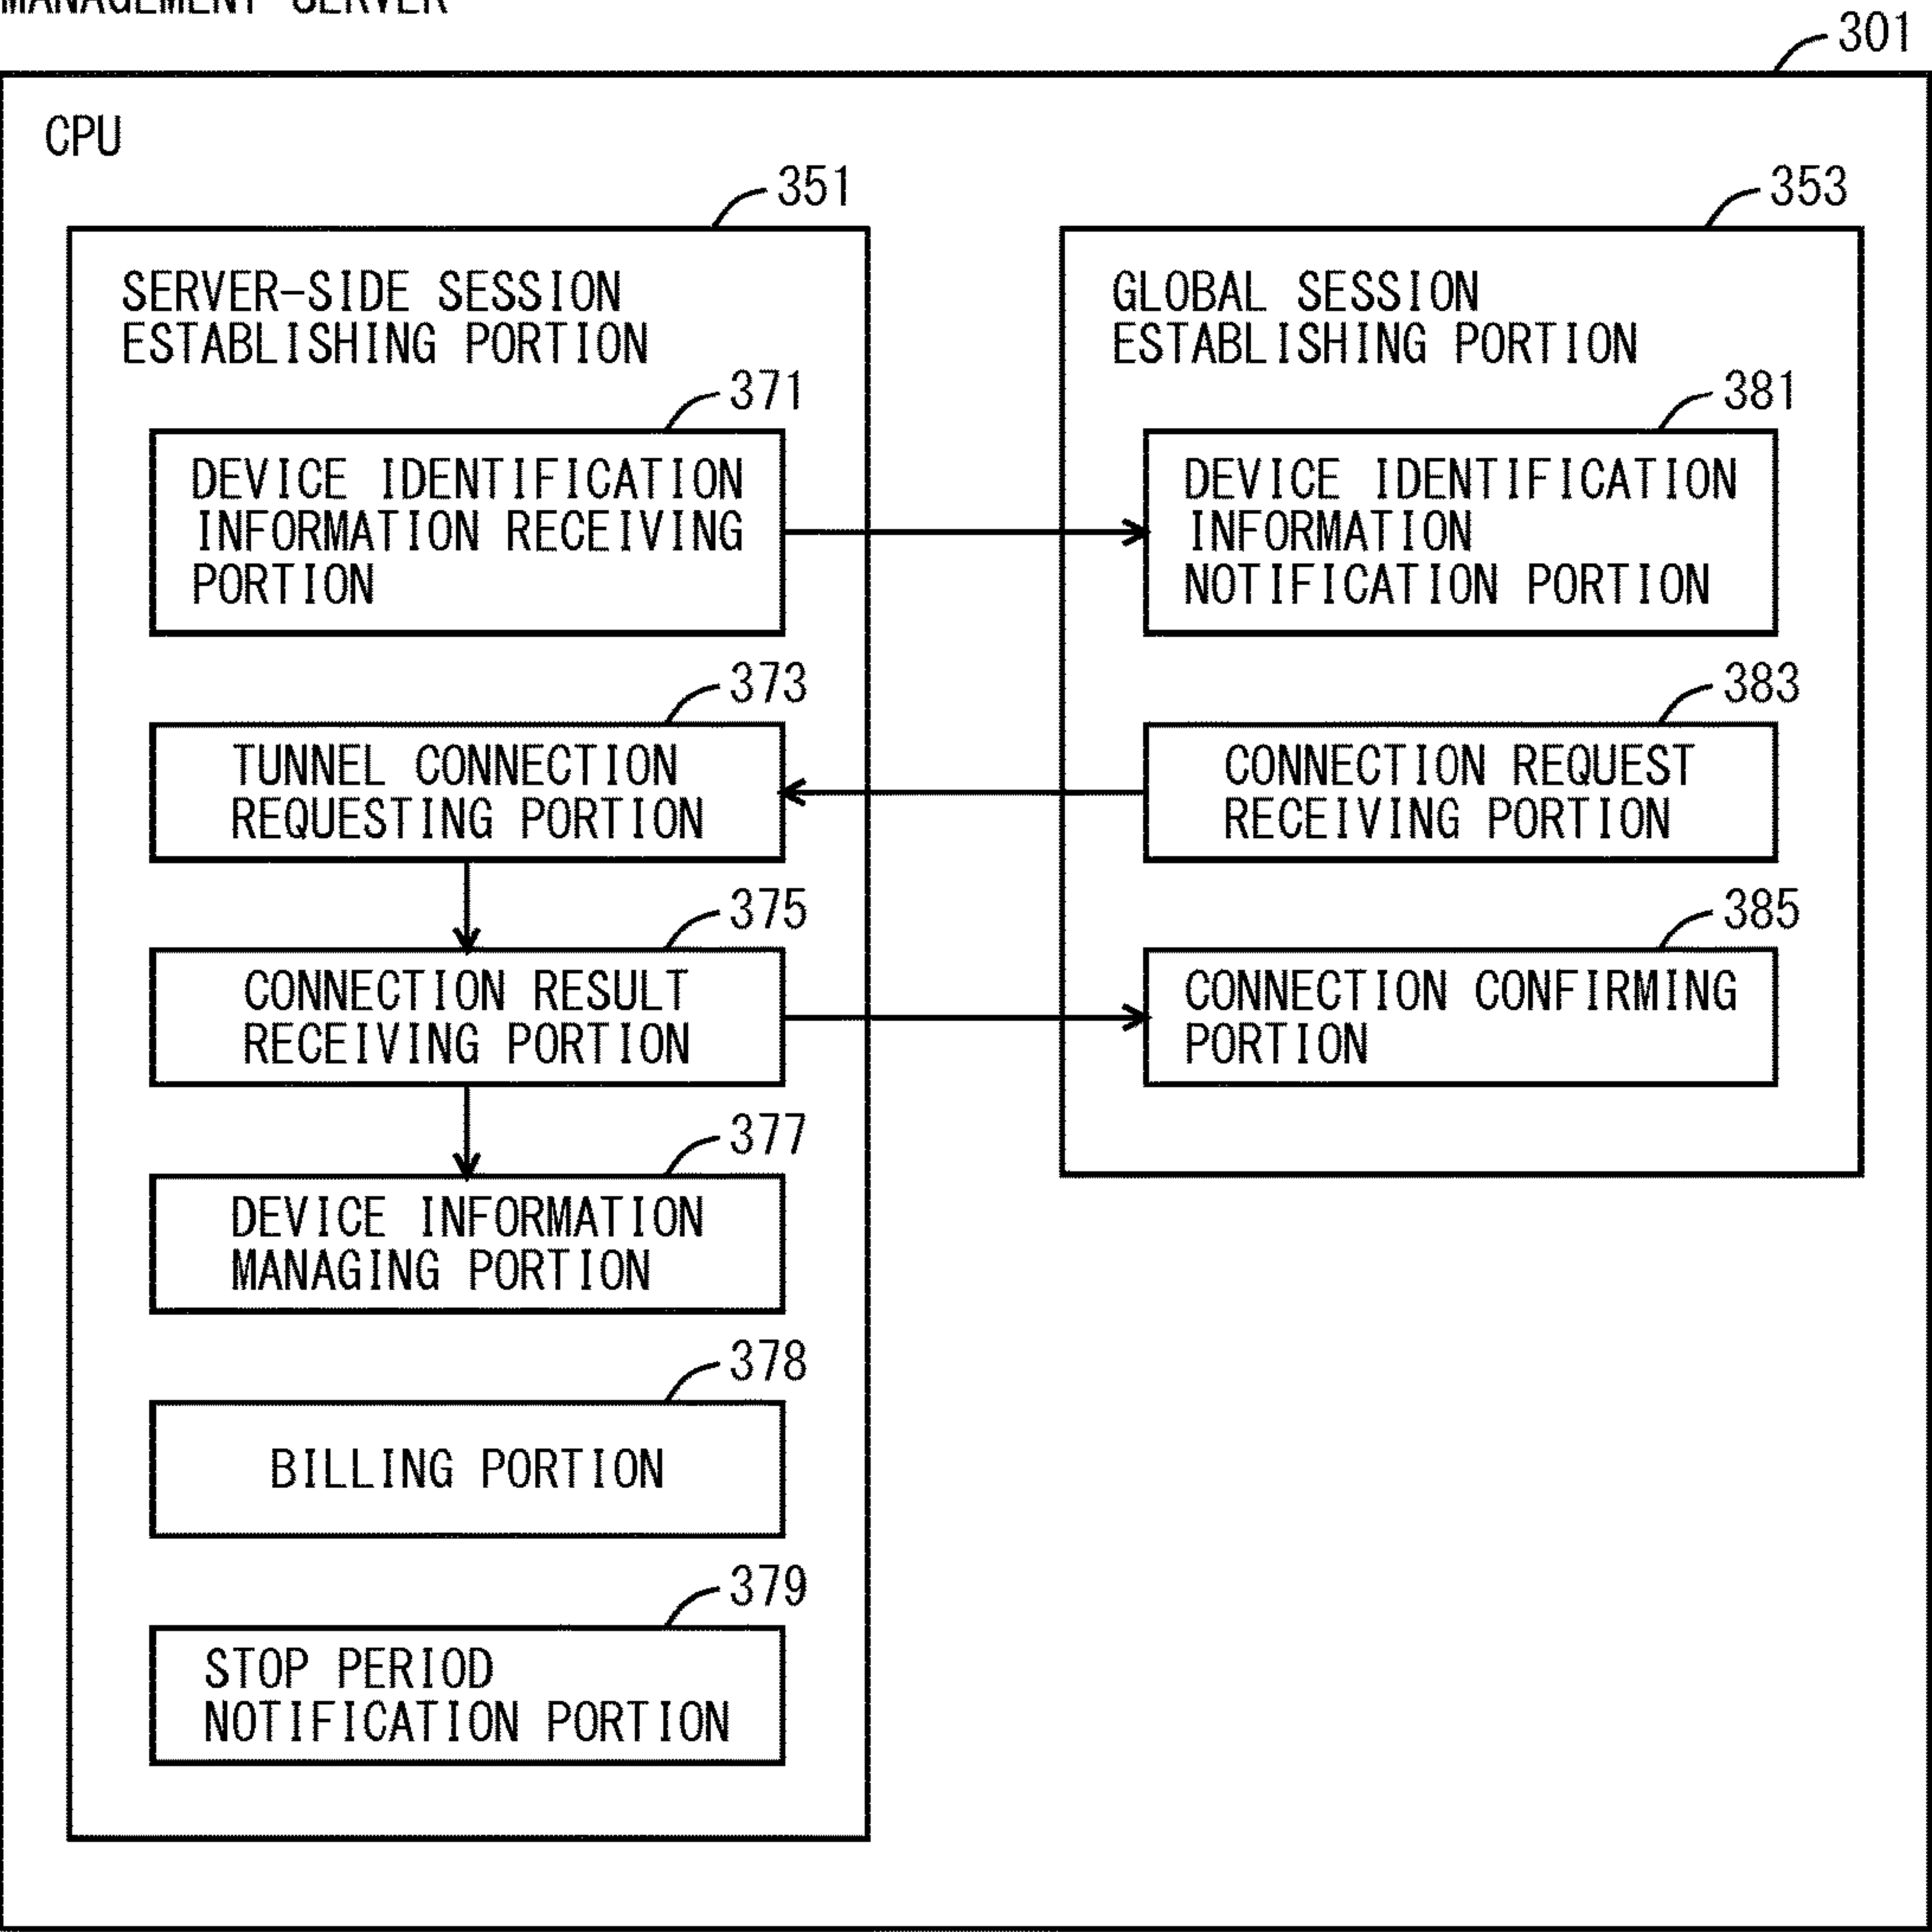 MANAGEMENT SERVER
301
CPU
351
SERVER-SIDE SESSION
ESTABLISHING PORTION
371
DEVICE IDENTIFICATION
INFORMATION RECEIVING
PORTION
373
TUNNEL CONNECTION
REQUESTING PORTION
375
CONNECTION RESULT
RECEIVING PORTION
377
DEVICE INFORMATION
MANAGING PORTION
378
BILLING PORTION
379
STOP PERIOD
NOTIFICATION PORTION
353
GLOBAL SESSION
ESTABLISHING PORTION
381
DEVICE IDENTIFICATION
INFORMATION
NOTIFICATION PORTION
383
CONNECTION REQUEST
RECEIVING PORTION
385
CONNECTION CONFIRMING
PORTION